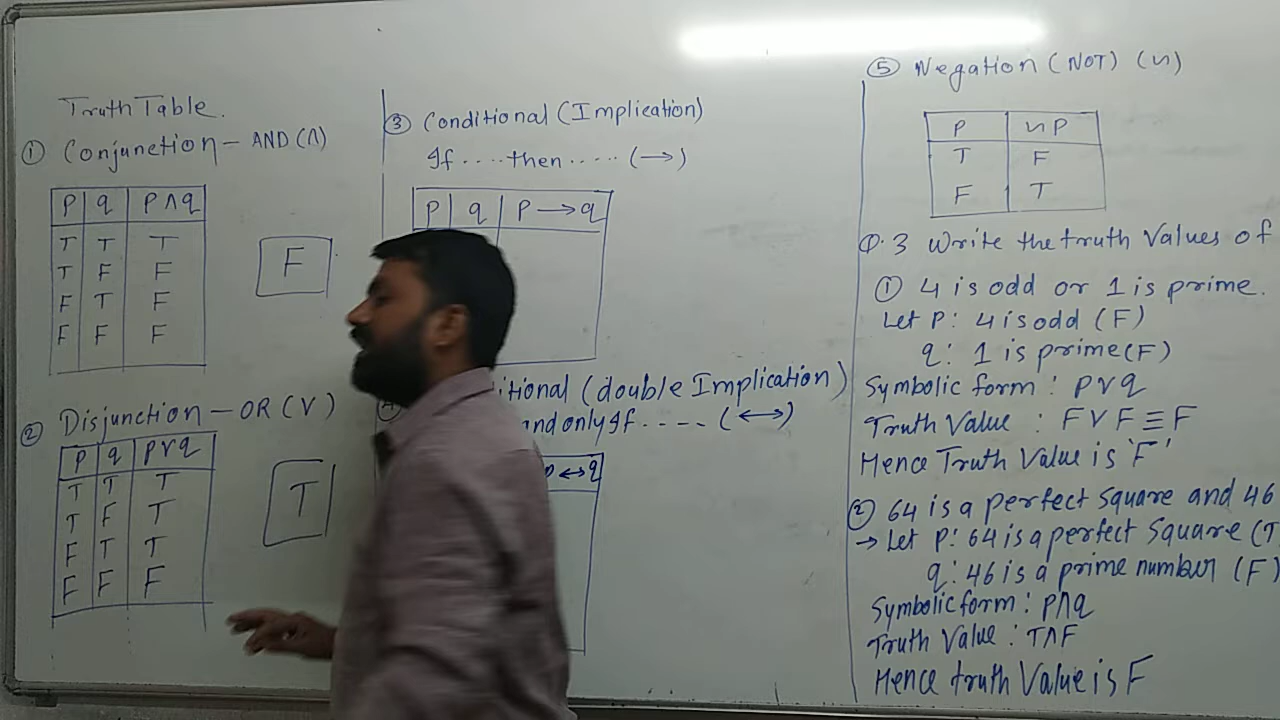 Truth Table.
① Conjunction – AND (∧)
P q P∧q
T T T
T F F
F T F
F F F
F
② Disjunction – OR (V)
P q PVq
T T T
T F T
F T T
F F F
T
③ Conditional (Implication)
If .... then ..... (→)
P q P→q
ditional (double Implication)
and only If ---- (↔)
↔q
⑤ Negation (NOT) (∽)
P ∽P
T F
F T
Q.3 Write the truth Values of
① 4 is odd or 1 is prime.
Let P: 4 is odd (F)
q: 1 is prime (F)
Symbolic form : PVq
Truth Value : F V F ≡ F
Hence Truth Value is 'F'
② 64 is a perfect square and 46
→ Let P: 64 is a perfect square (T
q: 46 is a prime number (F)
Symbolic form : P∧q
Truth Value : T∧F
Hence truth Value is F